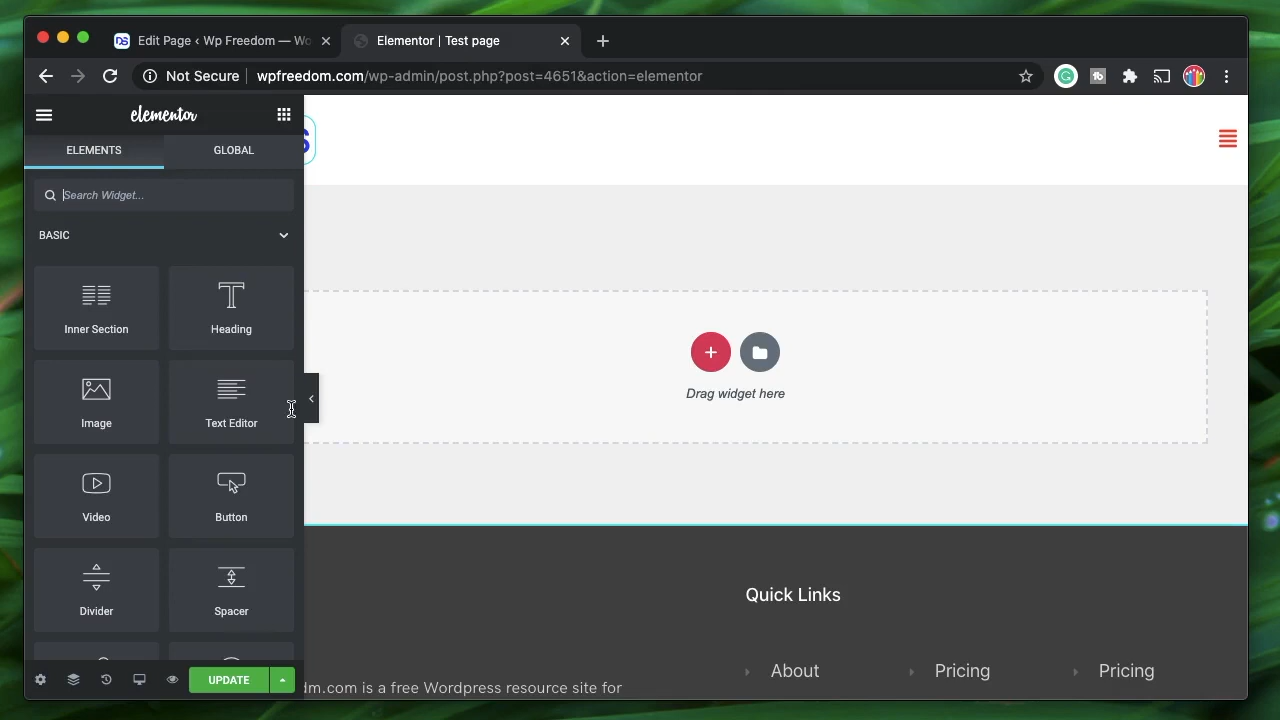 Edit Page ‹ Wp Freedom — Wo
Elementor | Test page
Not Secure
wpfreedom.com/wp-admin/post.php?post=4651&action=elementor
elementor
ELEMENTS
GLOBAL
Search Widget...
BASIC
Inner Section
Heading
Image
Text Editor
Video
Button
Divider
Spacer
UPDATE
Drag widget here
Quick Links
About
Pricing
Pricing
dm.com is a free Wordpress resource site for